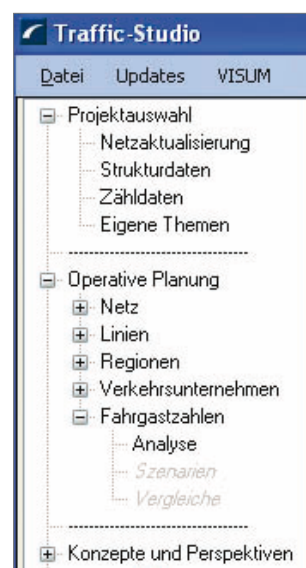 Traffic-Studio
Datei Updates VISUM
Projektauswahl
Netzaktualisierung
Strukturdaten
Zähldaten
Eigene Themen
------------------------------------
Operative Planung
Netz
Linien
Regionen
Verkehrsunternehmen
Fahrgastzahlen
Analyse
Szenarien
Vergleiche
------------------------------------
Konzepte und Perspektiven